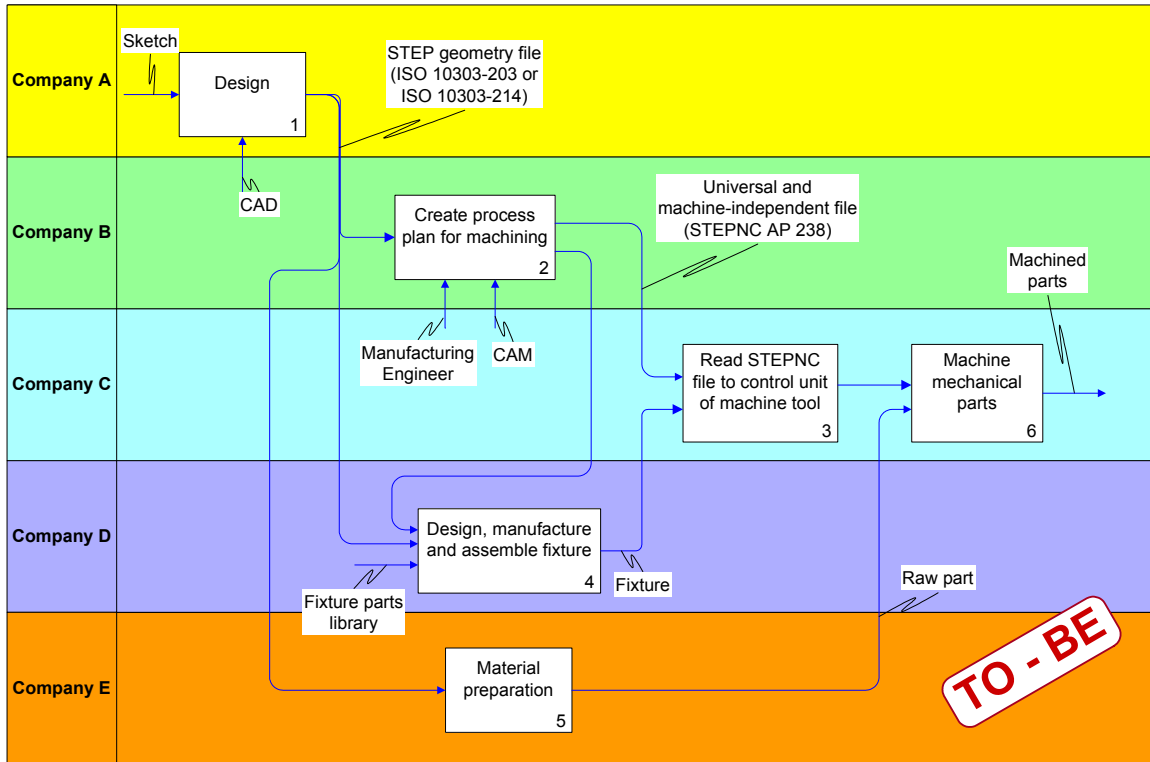 Company A
Sketch
Design
1
STEP geometry file
(ISO 10303-203 or
ISO 10303-214)
CAD
Company B
Create process
plan for machining
2
Universal and
machine-independent file
(STEPNC AP 238)
Machined
parts
Manufacturing
Engineer
CAM
Company C
Read STEPNC
file to control unit
of machine tool
3
Machine
mechanical
parts
6
Company D
Design, manufacture
and assemble fixture
4
Fixture parts
library
Fixture
Raw part
Company E
Material
preparation
5
TO - BE